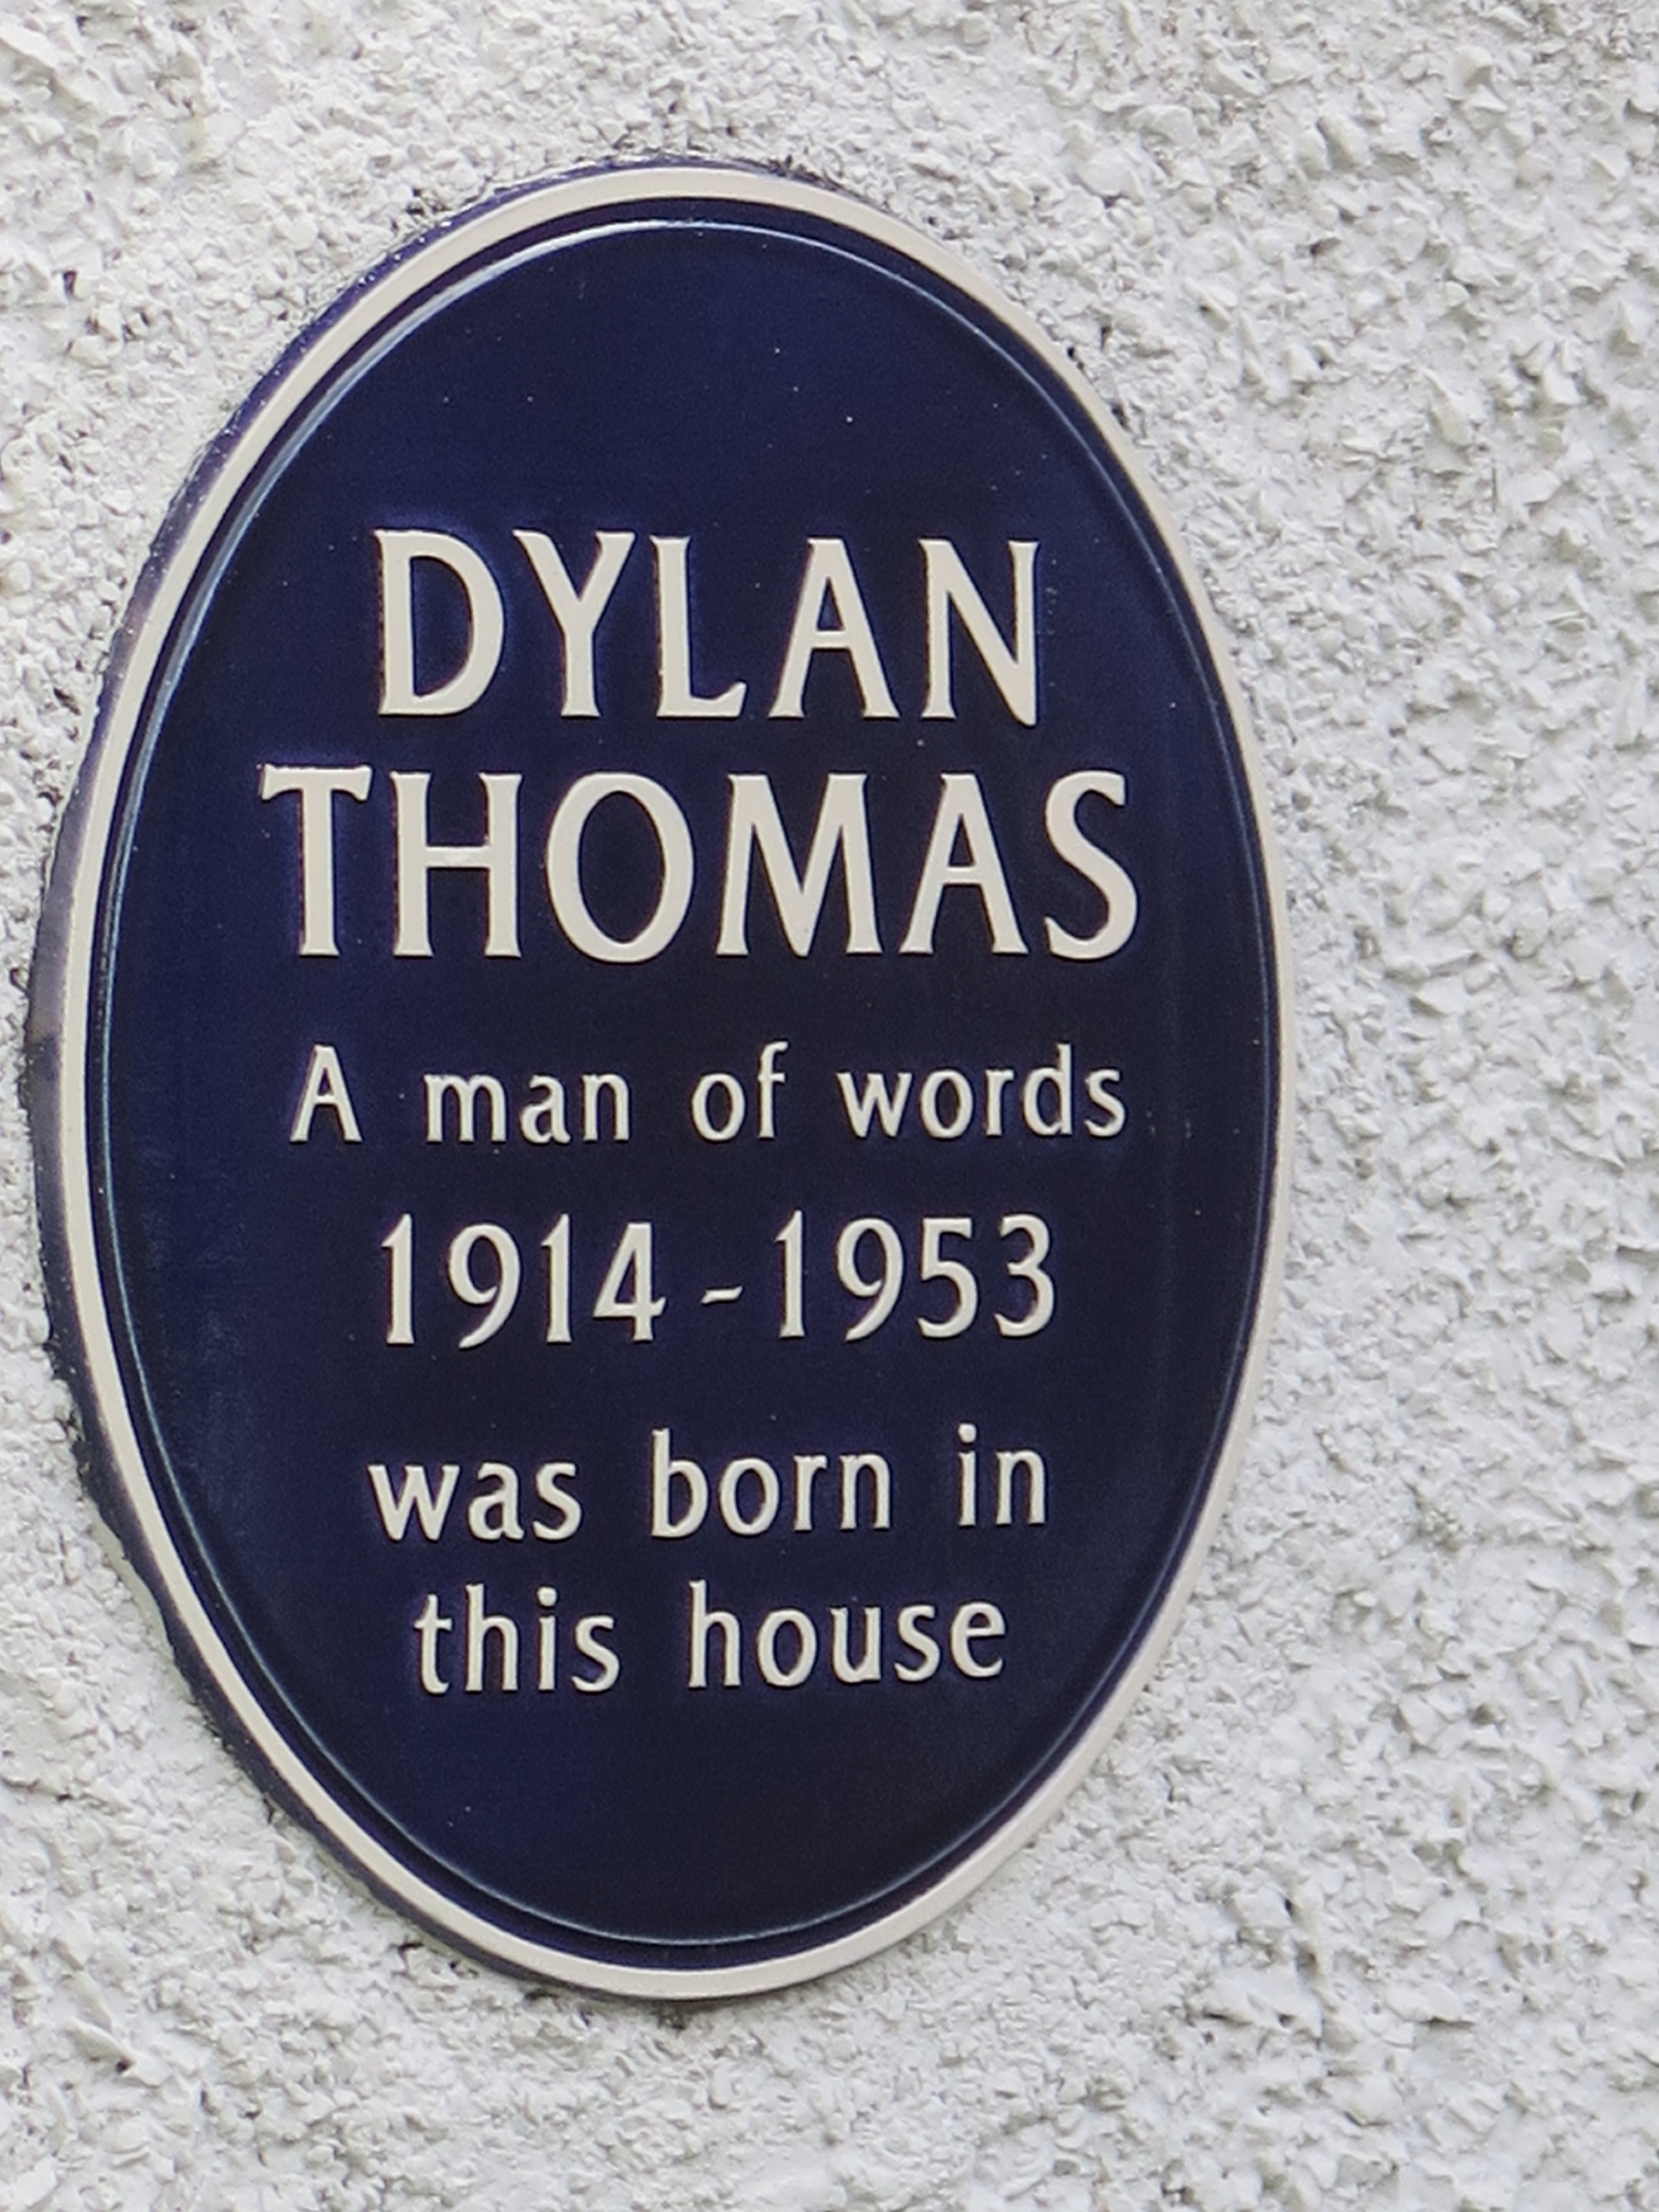 DYLAN
THOMAS
A man of words
1914-1953
was born in
this house